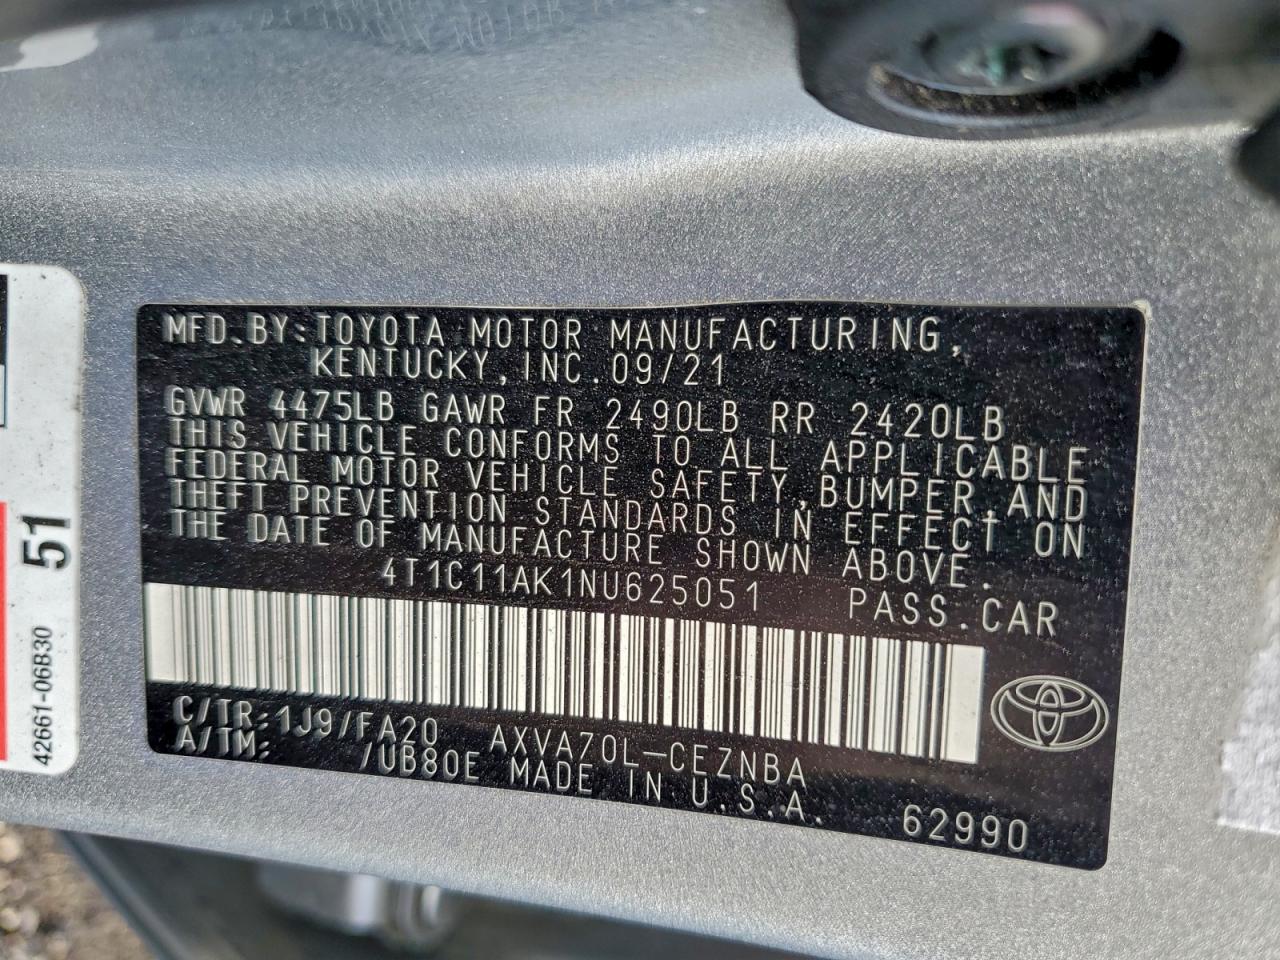 MFD.BY:TOYOTA MOTOR MANUFACTURING,
KENTUCKY,INC.09/21
GVWR 4475LB GAWR FR 2490LB RR 2420LB
THIS VEHICLE CONFORMS TO ALL APPLICABLE
FEDERAL MOTOR VEHICLE SAFETY,BUMPER,AND
THEFT PREVENTION STANDARDS IN EFFECT ON
THE DATE OF MANUFACTURE SHOWN ABOVE.
4T1C11AK1NU625051 PASS.CAR
C/TR:1J9/FA20 AXVA70L-CEZNBA
A/TM: /UB80E MADE IN U.S.A.
62990
51
42661-06B30